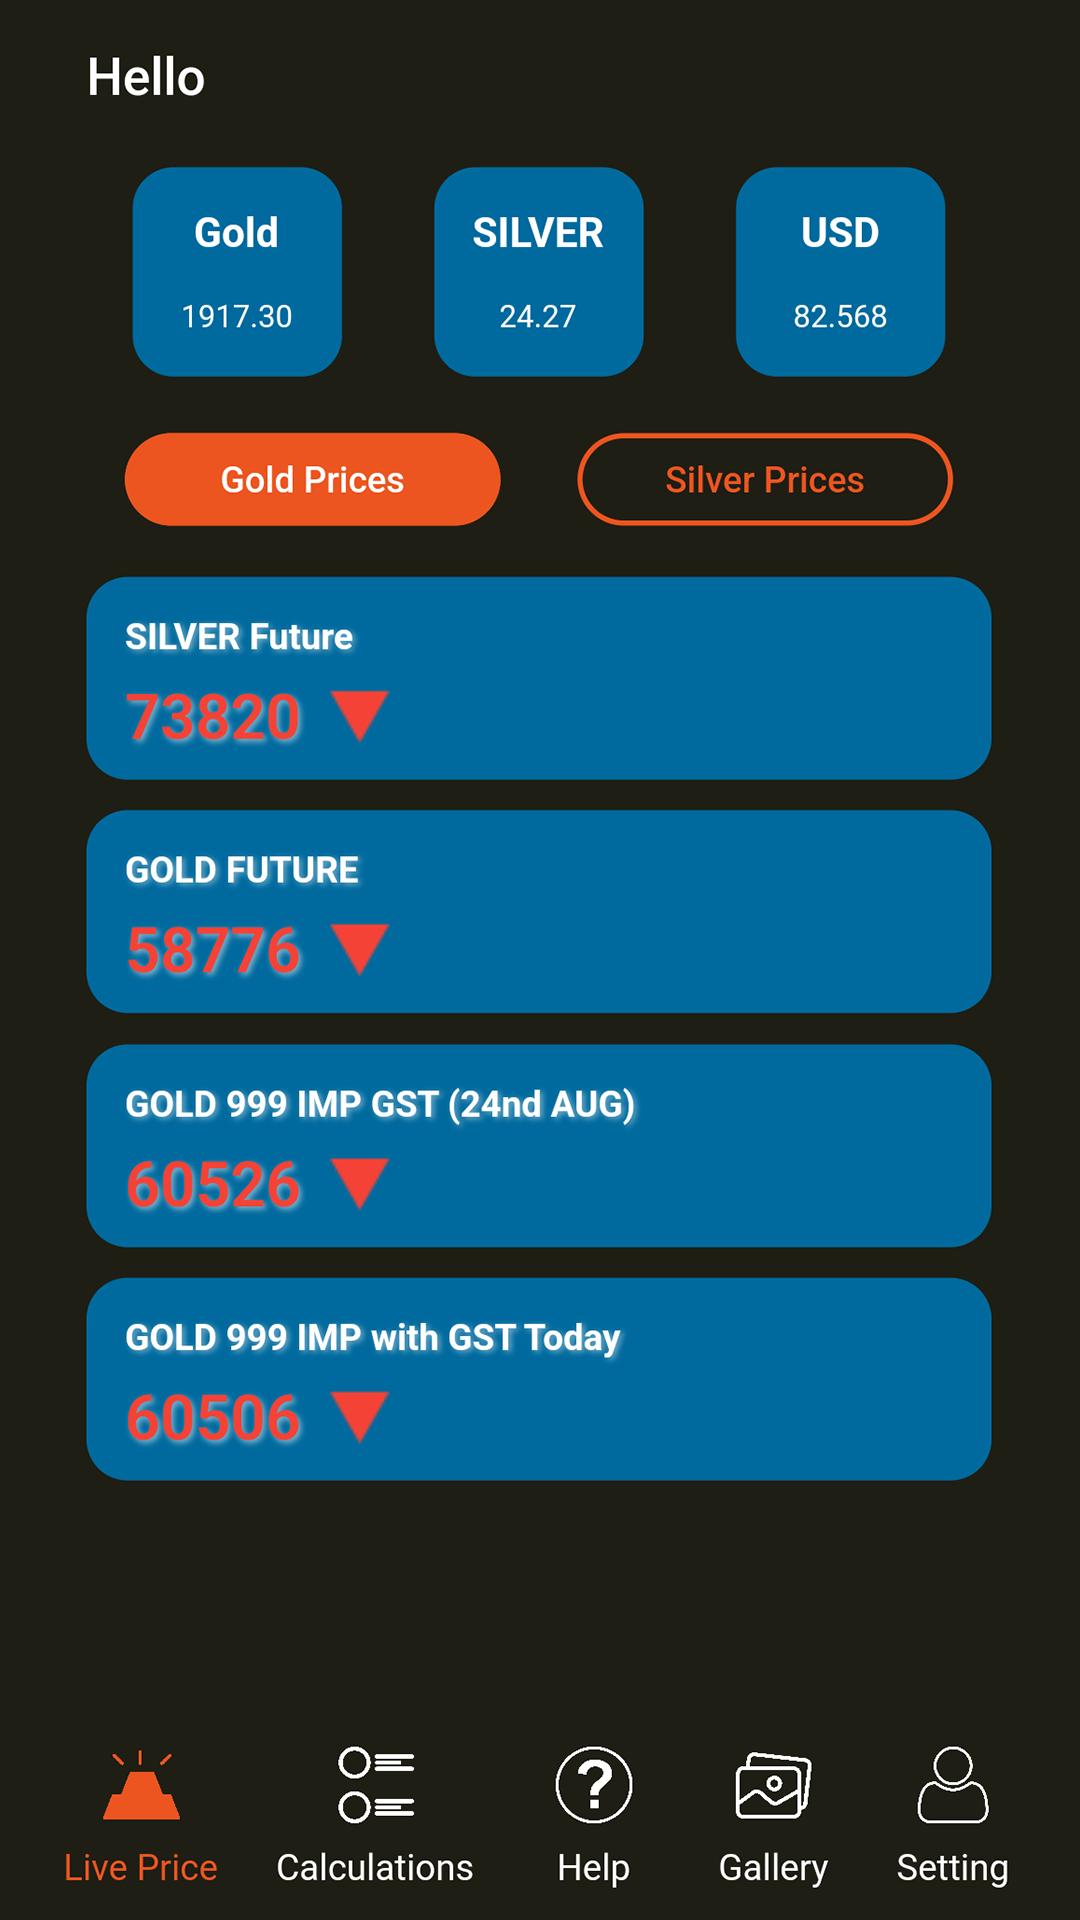 Hello
Gold
SILVER
USD
1917.30
24.27
82.568
Gold Prices
Silver Prices
SILVER Future
73820
GOLD FUTURE
58776
GOLD 999 IMP GST (24nd AUG)
60526
GOLD 999 IMP with GST Today
60506
Live Price
Calculations
Help
Gallery
Setting